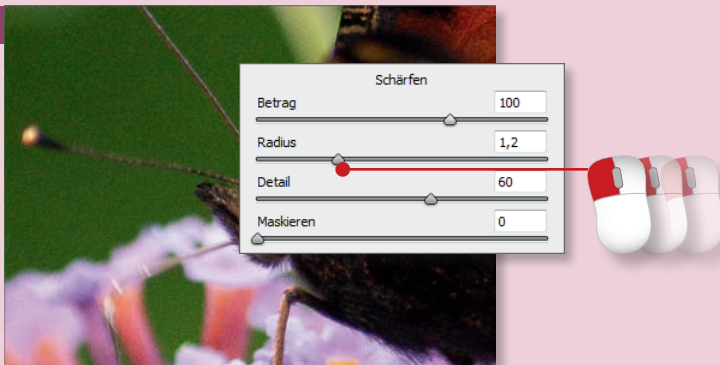 Schärfen
Betrag 100
Radius 1,2
Detail 60
Maskieren 0